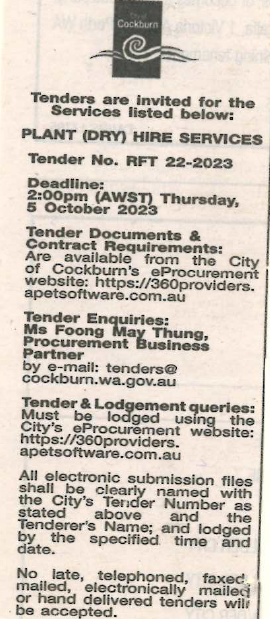 City of
Cockburn
Tenders are invited for the
Services listed below:
PLANT (DRY) HIRE SERVICES
Tender No. RFT 22-2023
Deadline:
2:00pm (AWST) Thursday,
5 October 2023
Tender Documents &
Contract Requirements:
Are available from the City
of Cockburn's eProcurement
website: https://360providers.
apetsoftware.com.au
Tender Enquiries:
Ms Foong May Thung,
Procurement Business
Partner
by e-mail: tenders@
cockburn.wa.gov.au
Tender & Lodgement queries:
Must be lodged using the
City's eProcurement website:
https://360providers.
apetsoftware.com.au
All electronic submission files
shall be clearly named with
the City's Tender Number as
stated above and the
Tenderer's Name; and lodged
by the specified time and
date.
No late, telephoned, faxed,
mailed, electronically mailed
or hand delivered tenders will
be accepted.